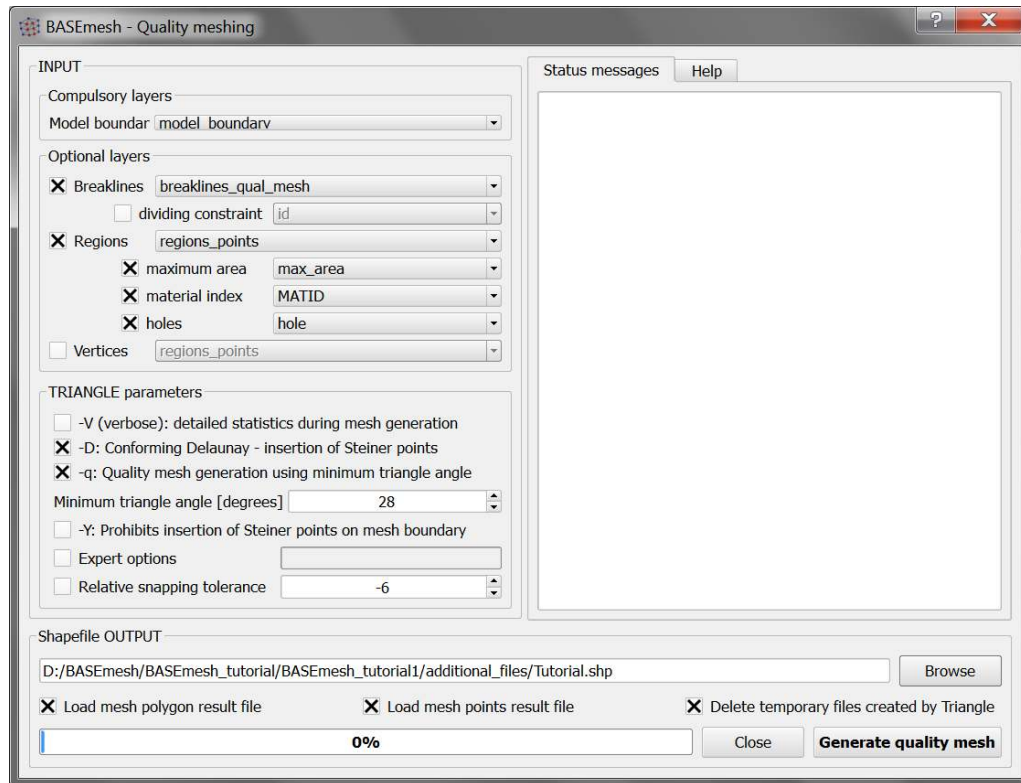 BASEmesh - Quality meshing
?
X
INPUT
Compulsory layers
Model boundar model_boundary
Optional layers
Breaklines breaklines_qual_mesh
dividing constraint id
Regions regions_points
maximum area max_area
material index MATID
holes hole
Vertices regions_points
TRIANGLE parameters
-V (verbose): detailed statistics during mesh generation
-D: Conforming Delaunay - insertion of Steiner points
-q: Quality mesh generation using minimum triangle angle
Minimum triangle angle [degrees] 28
-Y: Prohibits insertion of Steiner points on mesh boundary
Expert options
Relative snapping tolerance -6
Status messages Help
Shapefile OUTPUT
D:/BASEmesh/BASEmesh_tutorial/BASEmesh_tutorial1/additional_files/Tutorial.shp Browse
Load mesh polygon result file Load mesh points result file Delete temporary files created by Triangle
0% Close Generate quality mesh